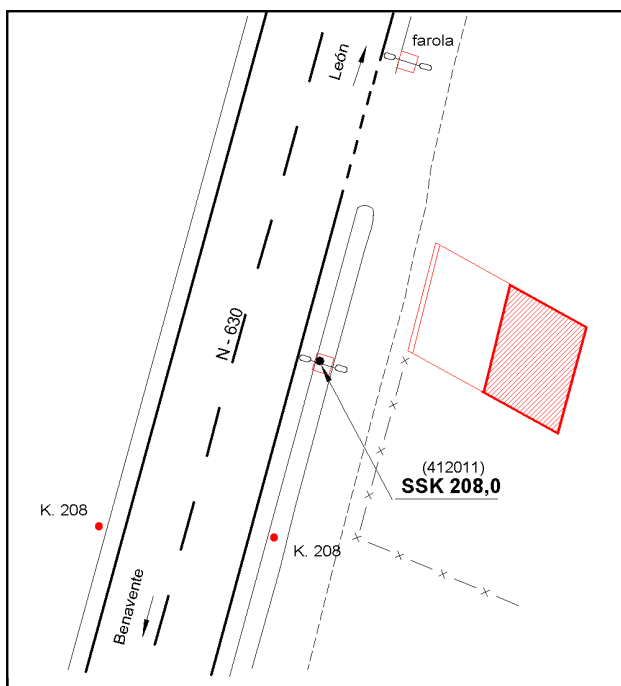 farola
León
N - 630
(412011)
SSK 208,0
K. 208
K. 208
Benavente